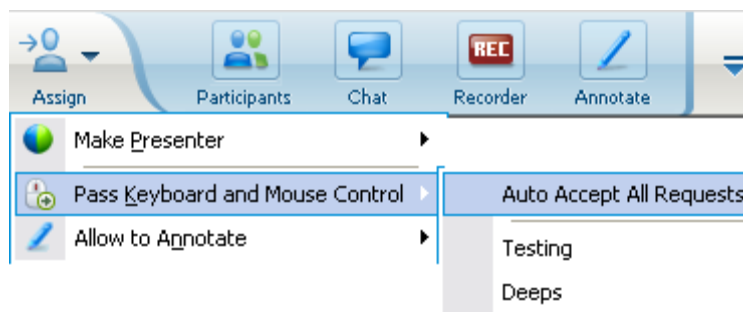 Assign
Participants
Chat
REC
Recorder
Annotate
Make Presenter
Pass Keyboard and Mouse Control
Auto Accept All Requests
Allow to Annotate
Testing
Deeps